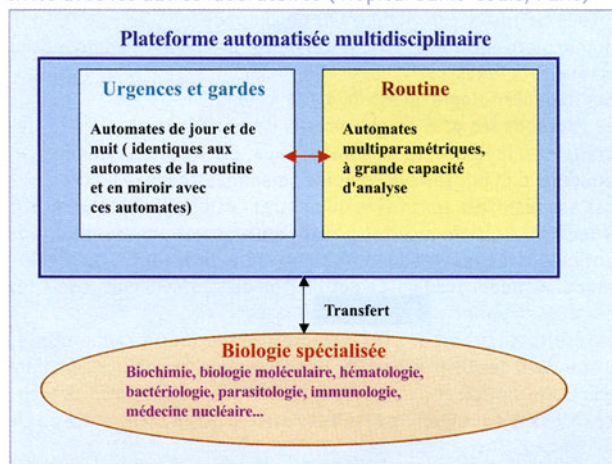 Plateforme automatisée multidisciplinaire
Urgences et gardes
Automates de jour et de
nuit ( identiques aux
automates de la routine
et en miroir avec
ces automates)
Routine
Automates
multiparamétriques,
à grande capacité
d'analyse
Transfert
Biologie spécialisée
Biochimie, biologie moléculaire, hématologie,
bactériologie, parasitologie, immunologie,
médecine nucléaire...